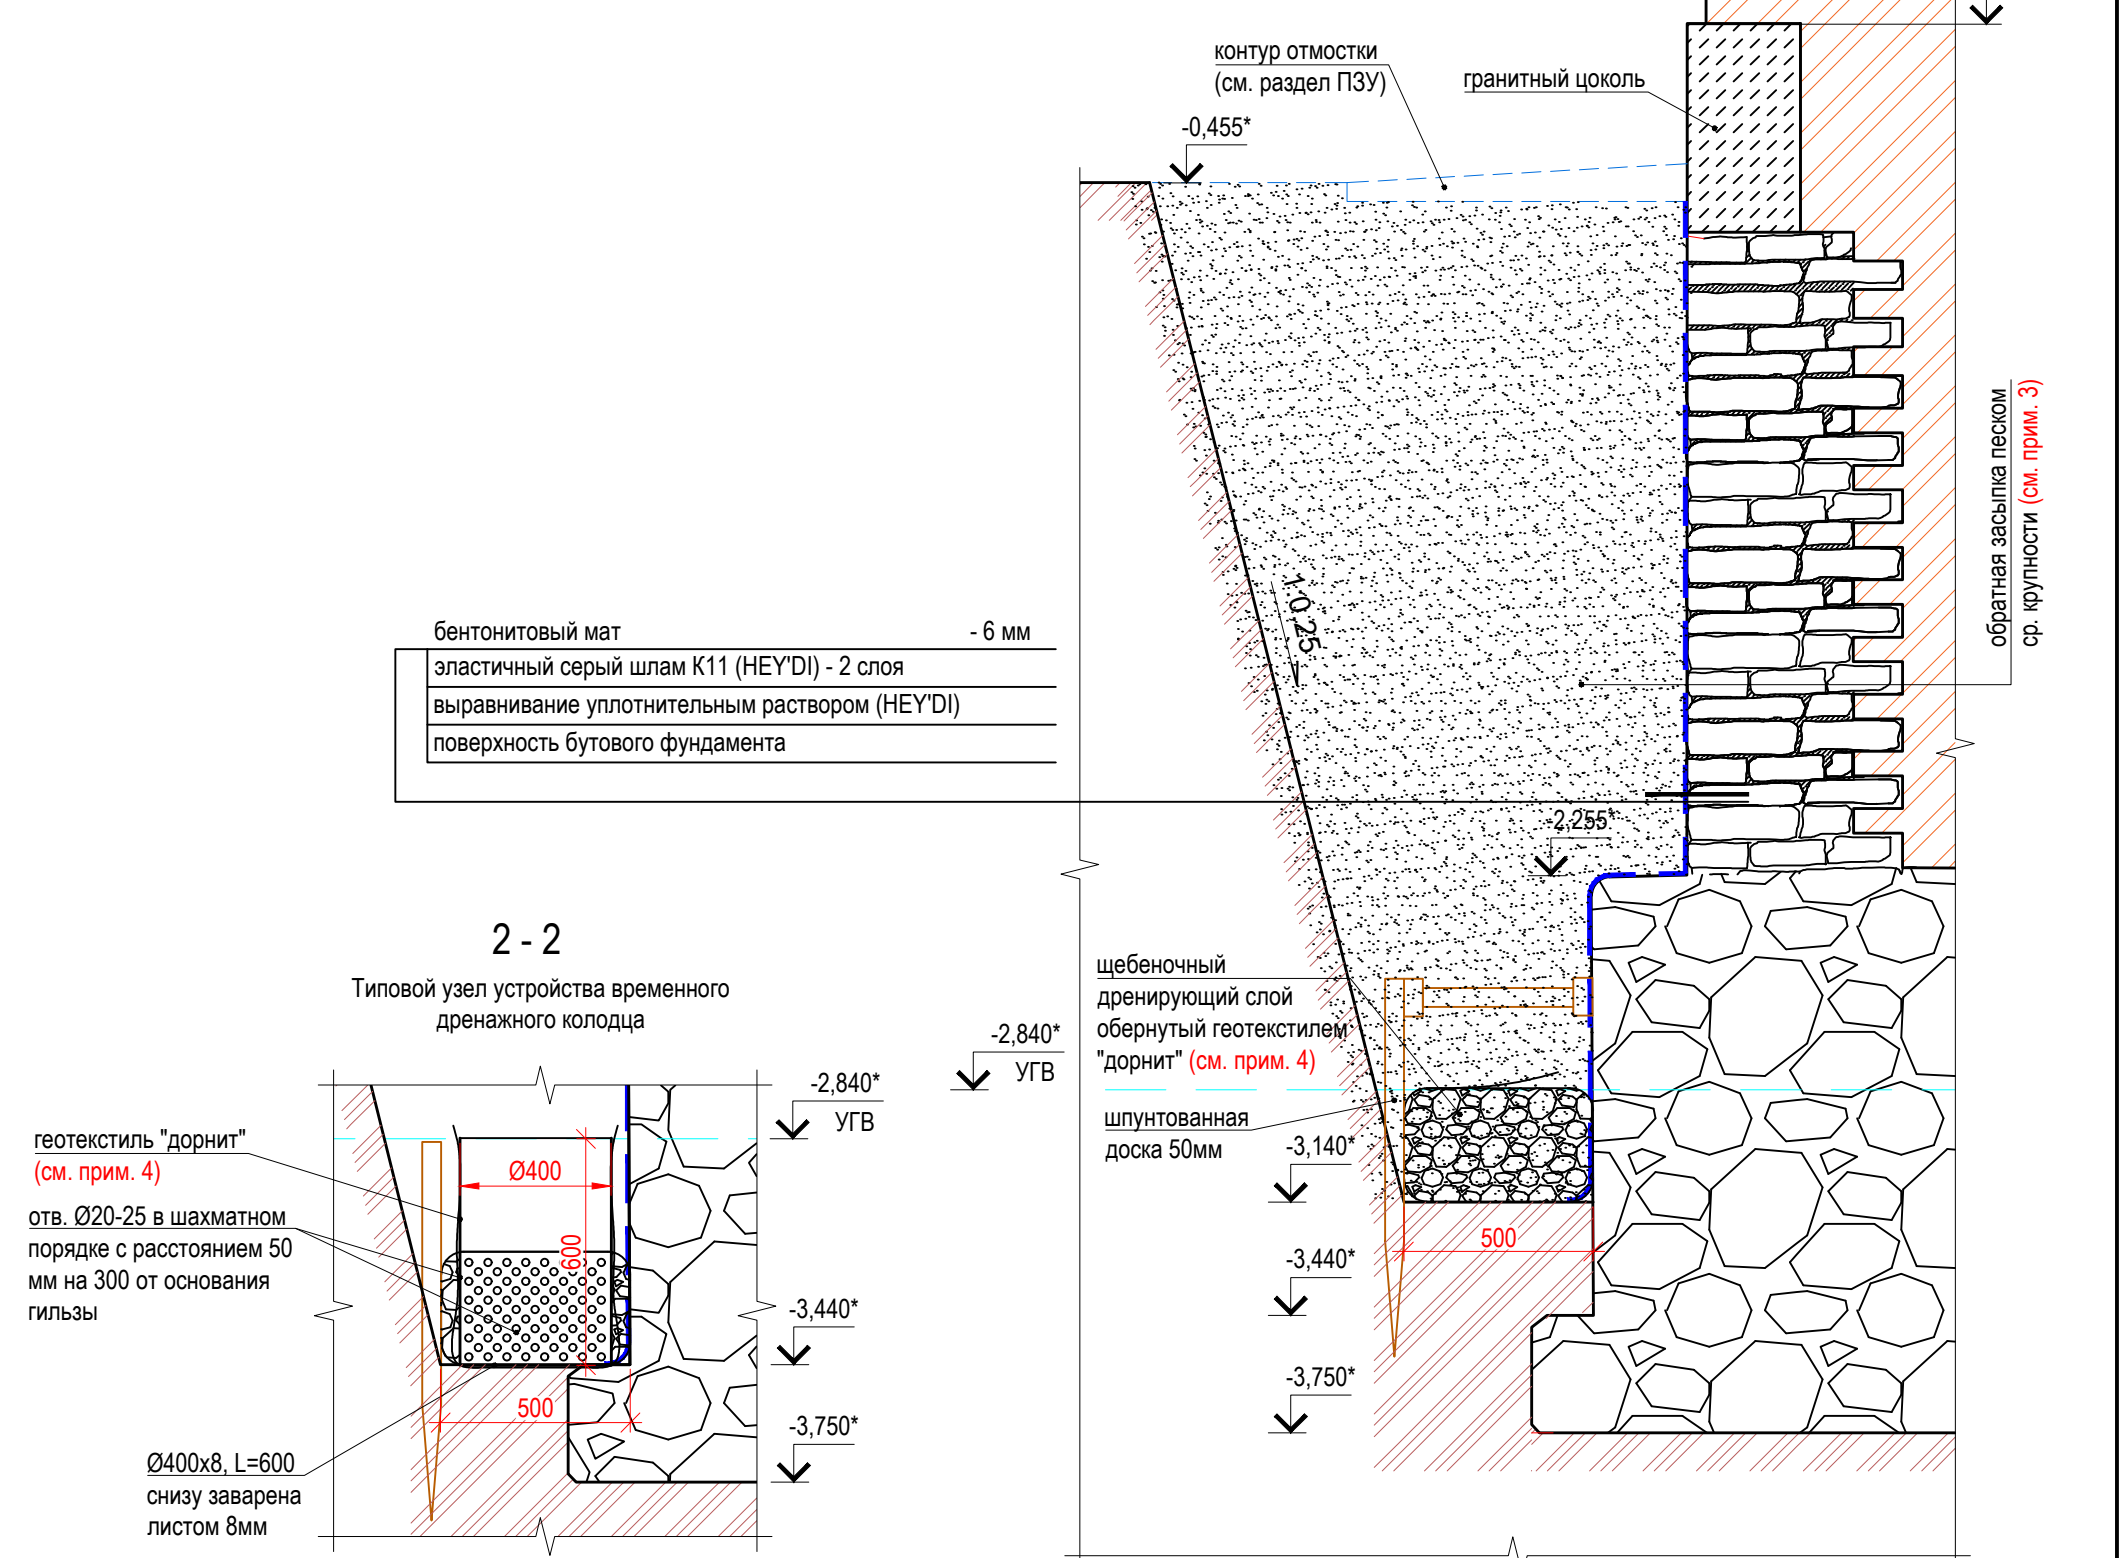 контур отмостки
(см. раздел ПЗУ)
гранитный цоколь
-0,455*
обратная засыпка песком
ср. крупности (см. прим. 3)
1:0,25
бентонитовый мат - 6 мм
эластичный серый шлам К11 (HEY'DI) - 2 слоя
выравнивание уплотнительным раствором (HEY'DI)
поверхность бутового фундамента
-2,255*
2 - 2
Типовой узел устройства временного
дренажного колодца
щебеночный
дренирующий слой
обернутый геотекстилем
"дорнит" (см. прим. 4)
-2,840*
УГВ
-2,840*
УГВ
шпунтованная
доска 50мм
-3,140*
геотекстиль "дорнит"
(см. прим. 4)
Ø400
600
отв. Ø20-25 в шахматном
порядке с расстоянием 50
мм на 300 от основания
гильзы
500
-3,440*
-3,440*
-3,750*
500
-3,750*
Ø400x8, L=600
снизу заварена
листом 8мм